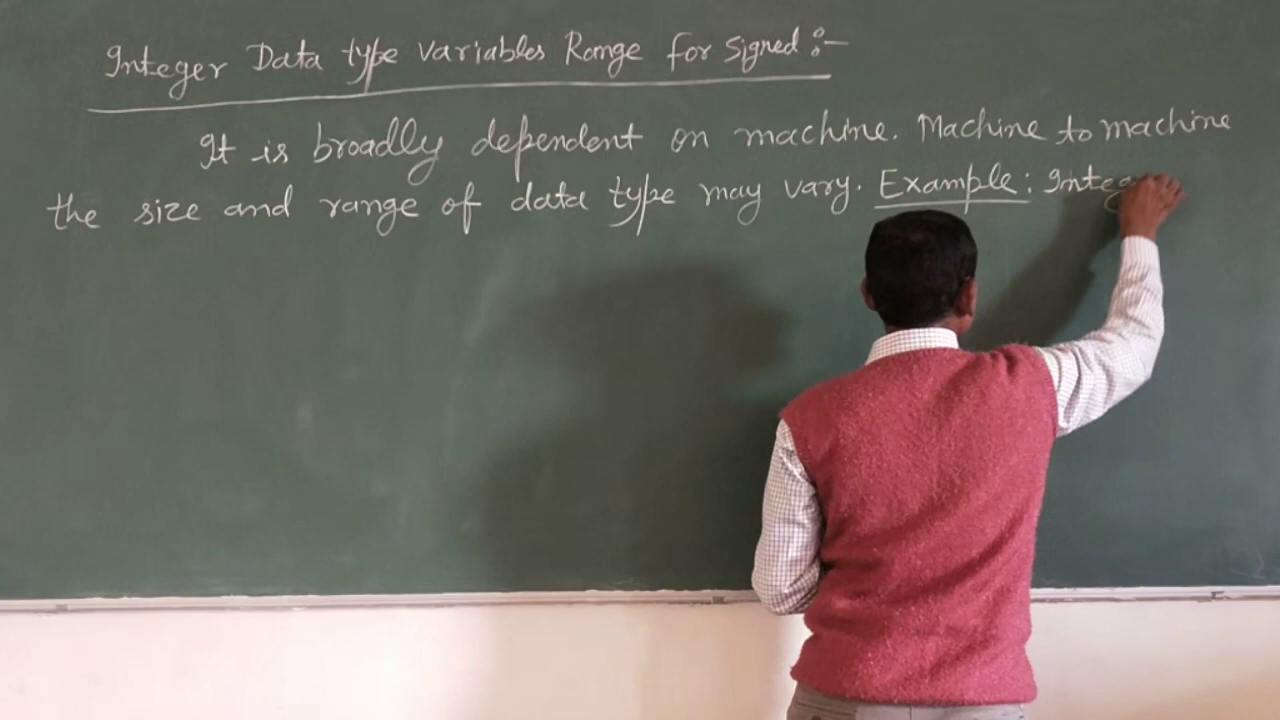 Integer Data type variables Range for Signed :-
It is broadly dependent on machine. Machine to machine
the size and range of data type may vary. Example : Integ